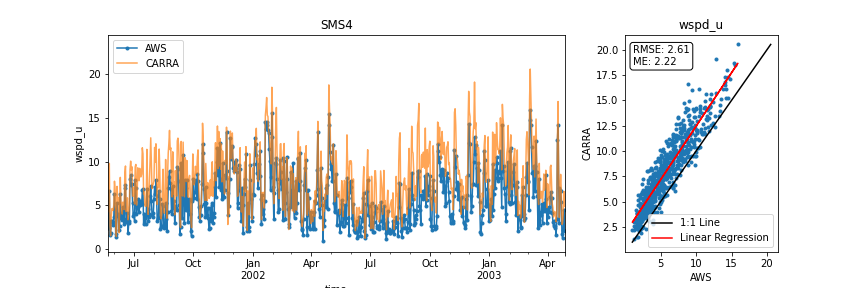 SMS4
wspd_u
AWS
CARRA
wspd_u
20
15
10
5
0
Jul
Oct
Jan
2002
Apr
Jul
Oct
Jan
2003
Apr
time
wspd_u
RMSE: 2.61
ME: 2.22
CARRA
20.0
17.5
15.0
12.5
10.0
7.5
5.0
2.5
1:1 Line
Linear Regression
5
10
15
20
AWS